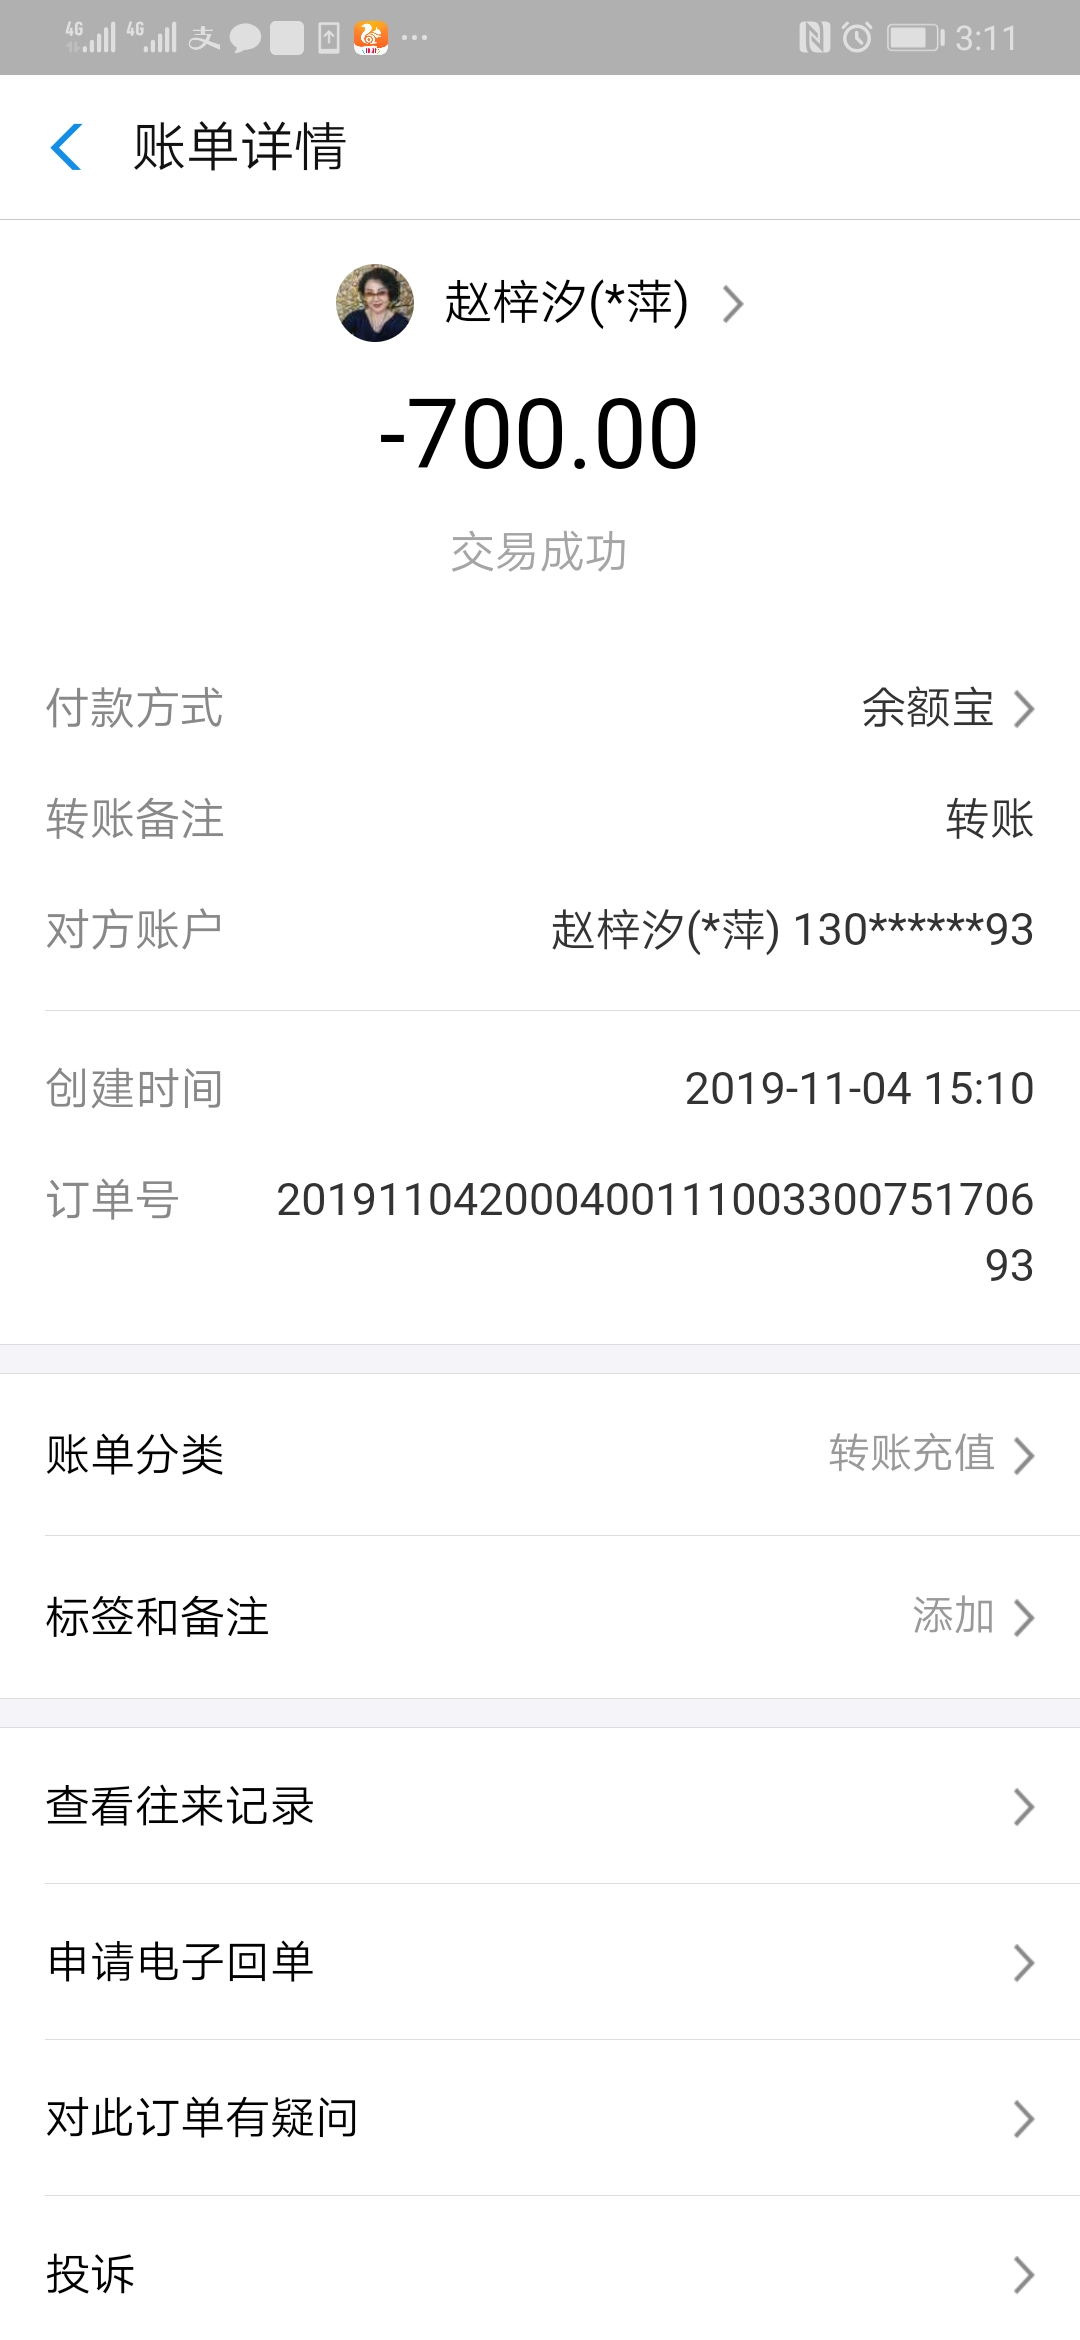 4G 4G 3:11
账单详情
赵梓汐(*萍)
-700.00
交易成功
付款方式 余额宝
转账备注 转账
对方账户 赵梓汐(*萍) 130******93
创建时间 2019-11-04 15:10
订单号 201911042000400111003300751706
93
账单分类 转账充值
标签和备注 添加
查看往来记录
申请电子回单
对此订单有疑问
投诉